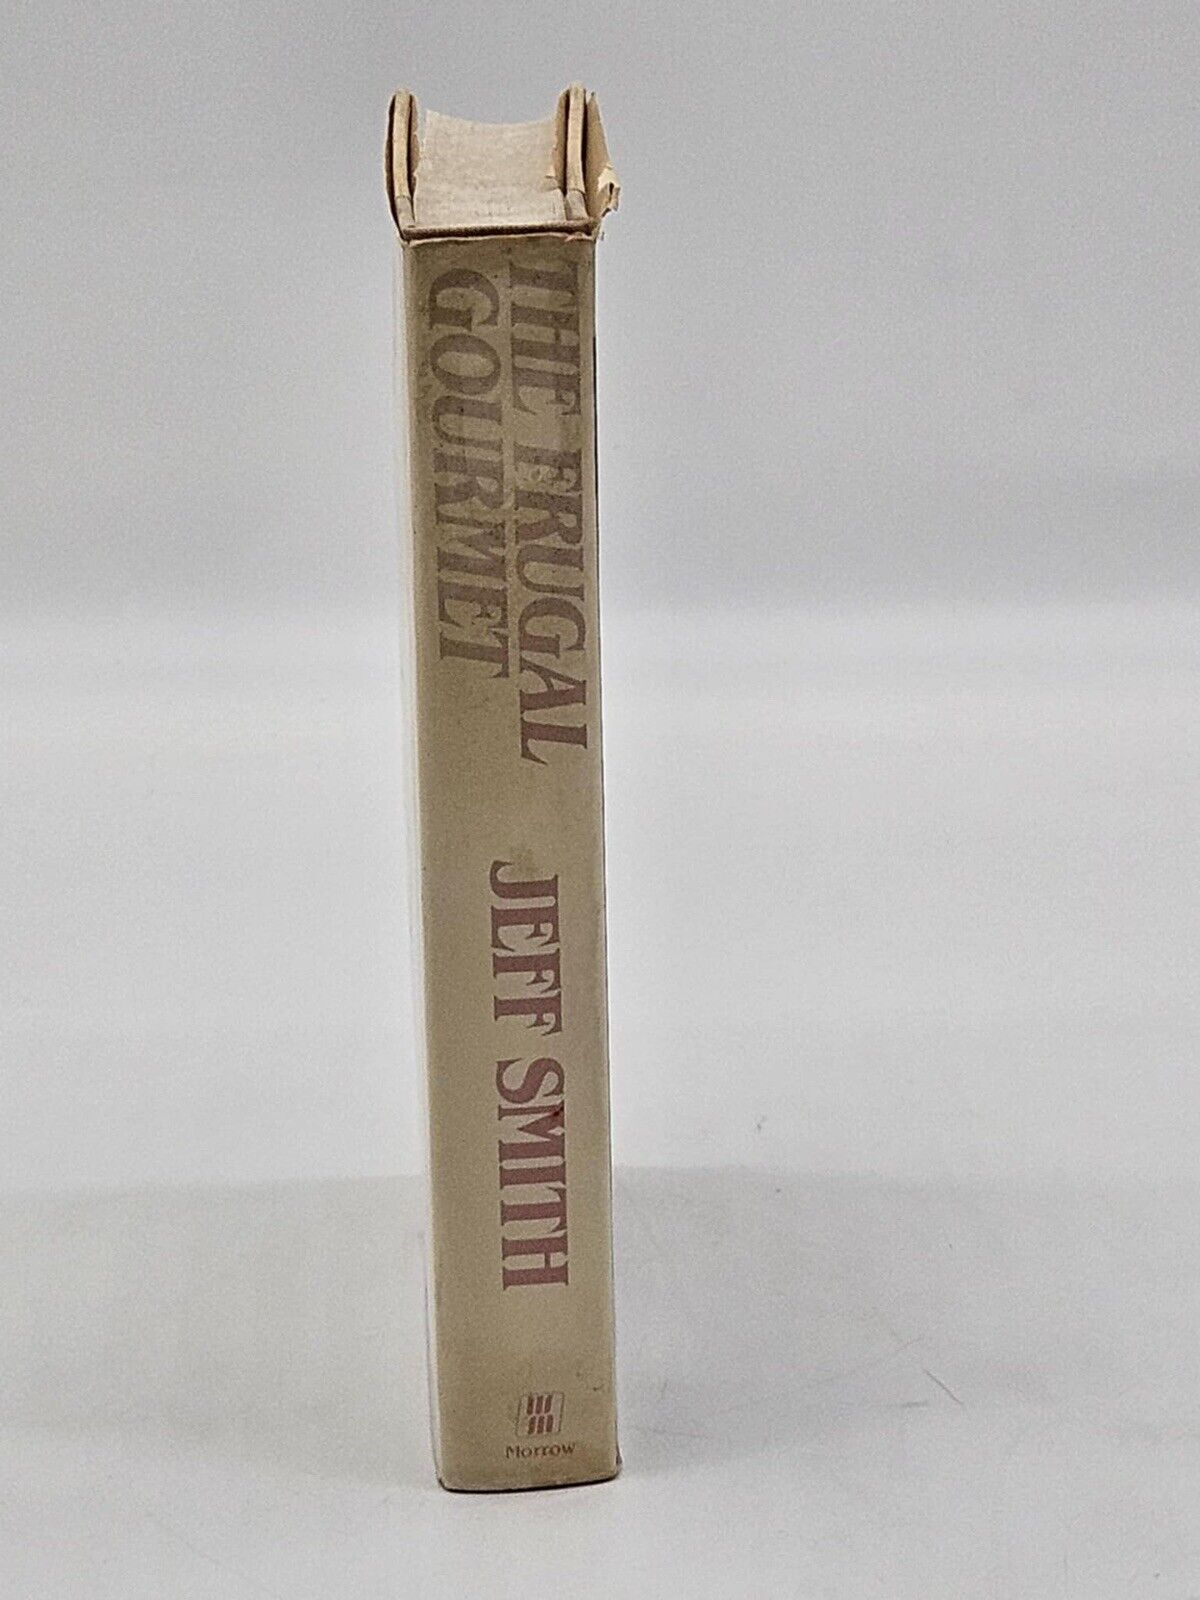 THE FRUGAL
GOURMET
JEFF SMITH
Morrow